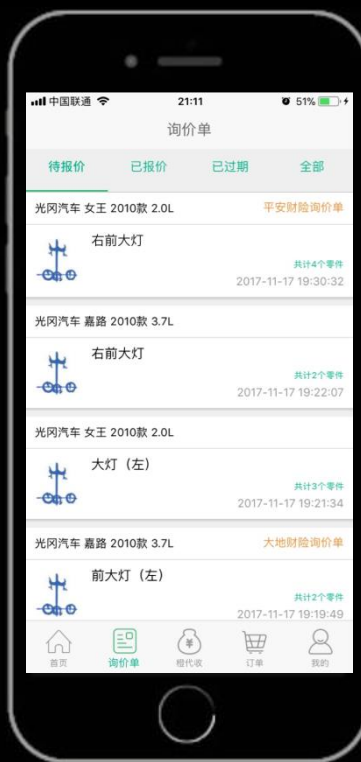 中国联通 21:11 51%
询价单
待报价 已报价 已过期 全部
光冈汽车 女王 2010款 2.0L 平安财险询价单
右前大灯
共计4个零件
2017-11-17 19:30:32
光冈汽车 嘉路 2010款 3.7L
右前大灯
共计2个零件
2017-11-17 19:22:07
光冈汽车 女王 2010款 2.0L
大灯（左）
共计3个零件
2017-11-17 19:21:34
光冈汽车 嘉路 2010款 3.7L 大地财险询价单
前大灯（左）
共计2个零件
2017-11-17 19:19:49
首页 询价单 橙代收 订单 我的